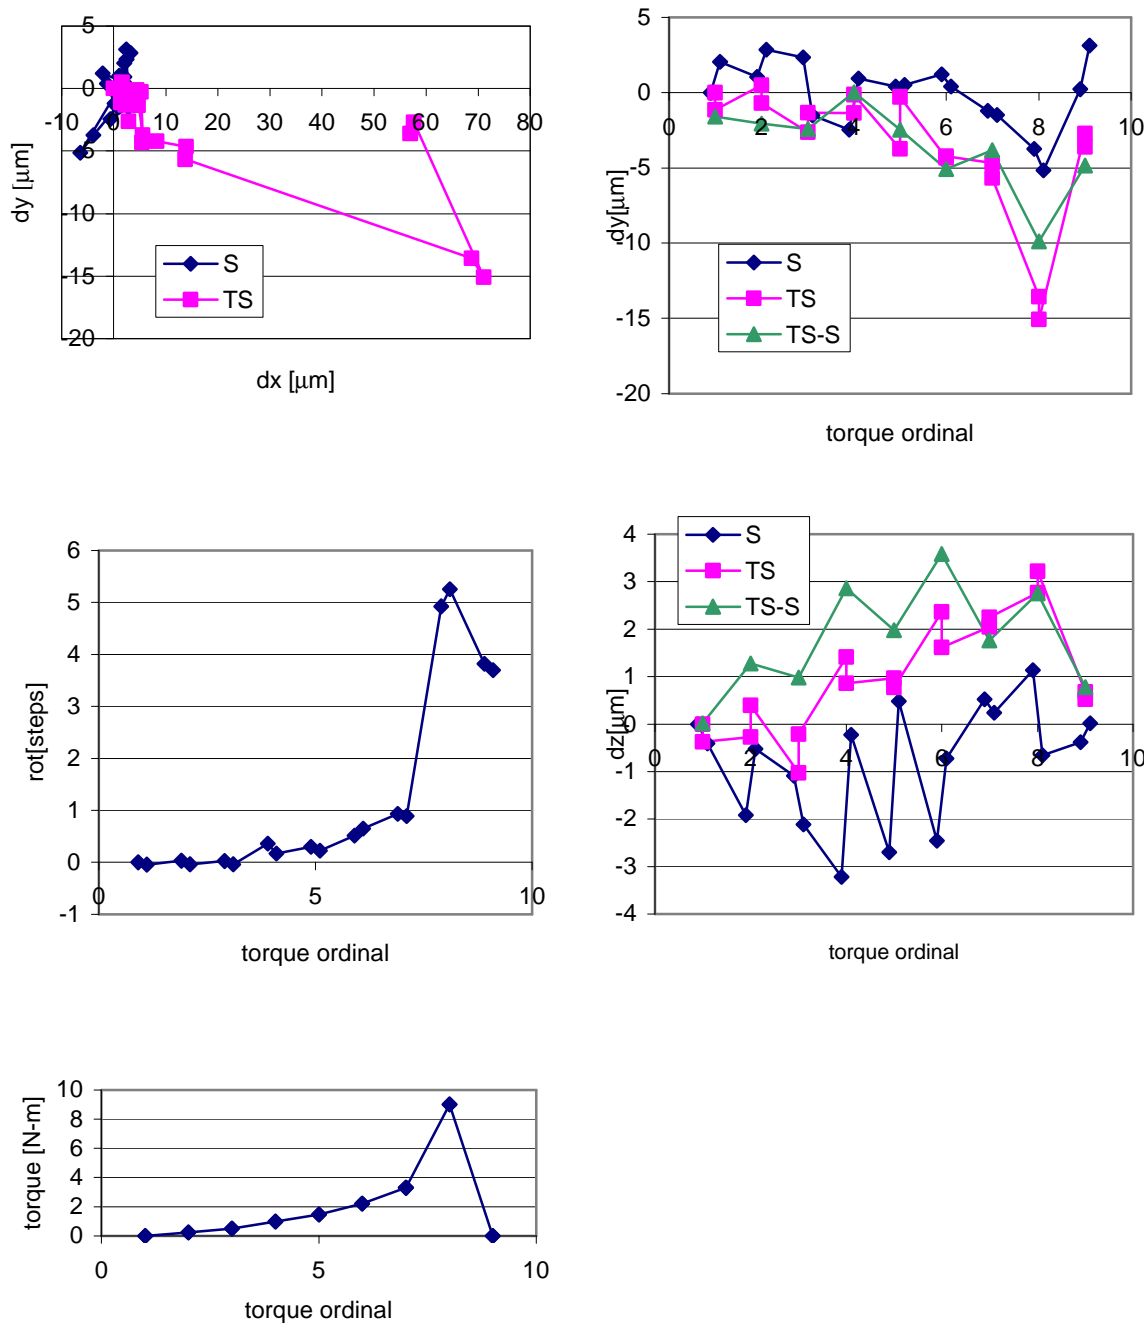 5
0
-5
-10
-15
-20
-10 0 10 20 30 40 50 60 70 80
dy [μm]
dx [μm]
S
TS
5
0
-5
-10
-15
-20
0 2 4 6 8 10
dy[μm]
torque ordinal
S
TS
TS-S
6
5
4
3
2
1
0
-1
0 5 10
rot[steps]
torque ordinal
4
3
2
1
0
-1
-2
-3
-4
0 2 4 6 8 10
dz[μm]
torque ordinal
S
TS
TS-S
10
8
6
4
2
0
0 5 10
torque [N-m]
torque ordinal